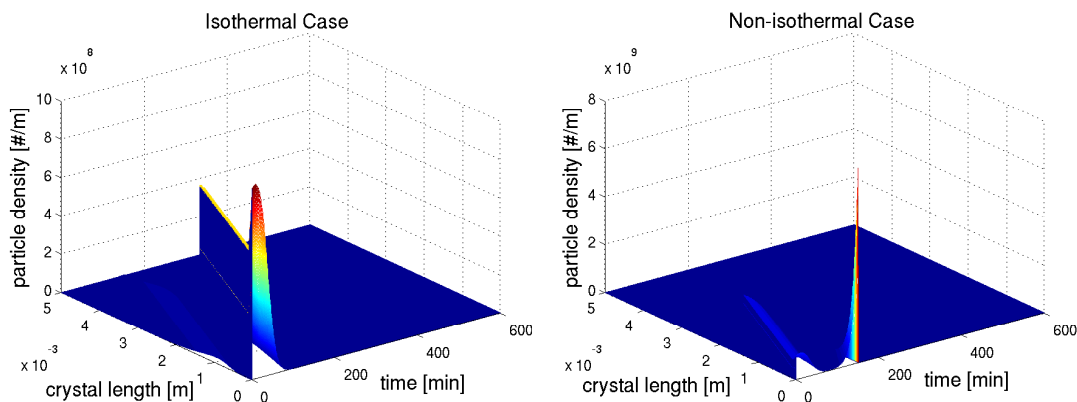 Isothermal Case
x 10 8
10
8
6
4
2
0
particle density [#/m]
5
4
3
2
1
0
x 10 -3
crystal length [m]
0
200
400
600
time [min]
Non-isothermal Case
x 10 9
8
6
4
2
0
particle density [#/m]
5
4
3
2
1
0
x 10 -3
crystal length [m]
0
200
400
600
time [min]